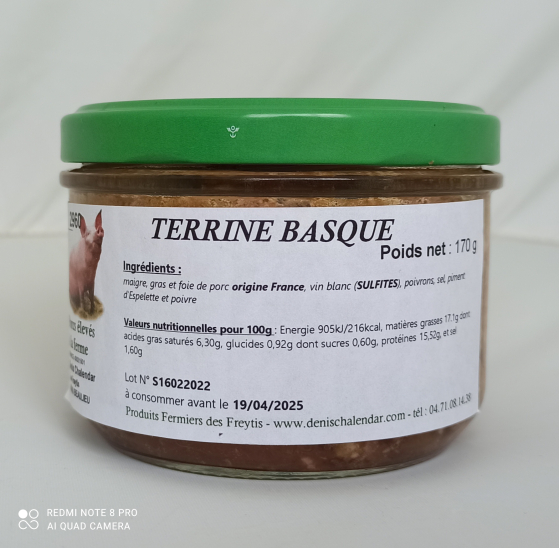 1960
TERRINE BASQUE
Poids net : 170 g
Ingrédients :
maigre, gras et foie de porc origine France, vin blanc (SULFITES), poivrons, sel, piment
d'Espelette et poivre
Valeurs nutritionnelles pour 100g : Energie 905kJ/216kcal, matières grasses 17,1g dont
acides gras saturés 6,30g, glucides 0,92g dont sucres 0,60g, protéines 15,52g, et sel
1,60g
élevés
ferme
Chalendar
Lot N° S16022022
à consommer avant le 19/04/2025
Produits Fermiers des Freytis - www.denischalendar.com - tél : 04.71.08.14.38
REDMI NOTE 8 PRO
AI QUAD CAMERA